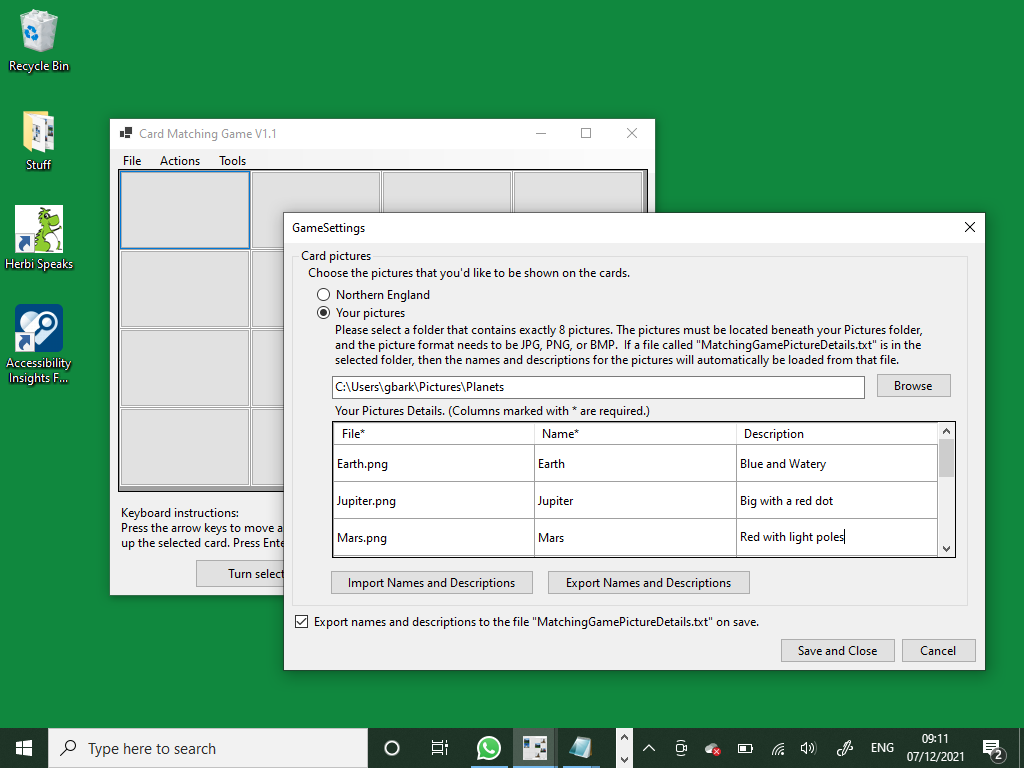 Recycle Bin
Stuff
Herbi Speaks
Accessibility
Insights F...
Card Matching Game V1.1
File Actions Tools
Keyboard instructions:
Press the arrow keys to move a
up the selected card. Press Ente
Turn select
GameSettings
Card pictures
Choose the pictures that you'd like to be shown on the cards.
Northern England
Your pictures
Please select a folder that contains exactly 8 pictures. The pictures must be located beneath your Pictures folder,
and the picture format needs to be JPG, PNG, or BMP. If a file called "MatchingGamePictureDetails.txt" is in the
selected folder, then the names and descriptions for the pictures will automatically be loaded from that file.
C:\Users\gbark\Pictures\Planets
Browse
Your Pictures Details. (Columns marked with * are required.)
File* Name* Description
Earth.png Earth Blue and Watery
Jupiter.png Jupiter Big with a red dot
Mars.png Mars Red with light poles
Import Names and Descriptions Export Names and Descriptions
Export names and descriptions to the file "MatchingGamePictureDetails.txt" on save.
Save and Close Cancel
Type here to search
ENG
09:11
07/12/2021
2